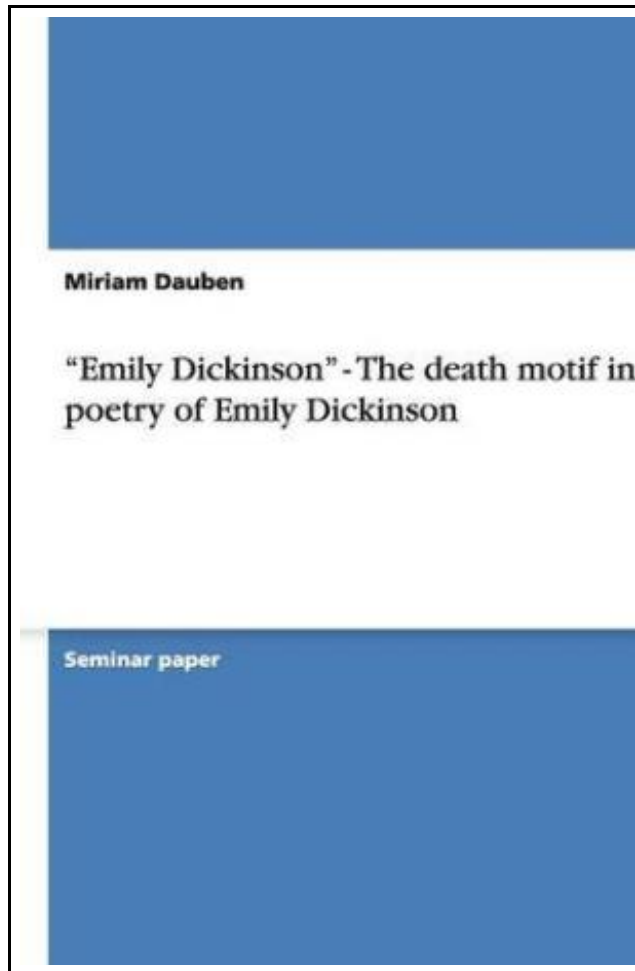 Miriam Dauben
“Emily Dickinson” - The death motif in
poetry of Emily Dickinson
Seminar paper